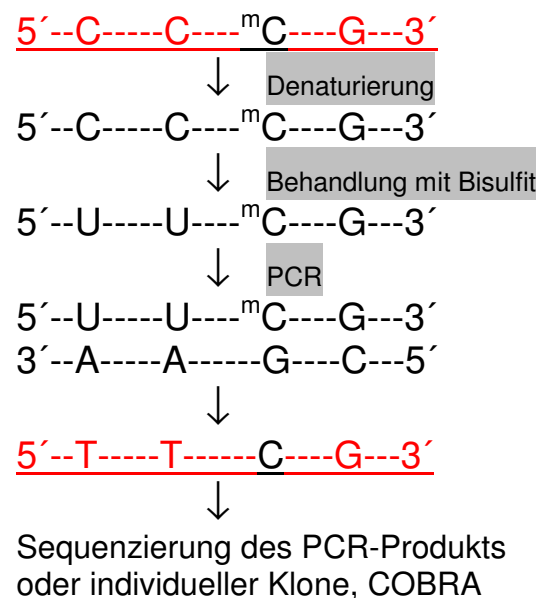 5´--C-----C----ᵐC----G---3´
↓ Denaturierung
5´--C-----C----ᵐC----G---3´
↓ Behandlung mit Bisulfit
5´--U-----U----ᵐC----G---3´
↓ PCR
5´--U-----U----ᵐC----G---3´
3´--A-----A------G----C---5´
↓
5´--T-----T------C----G---3´
↓
Sequenzierung des PCR-Produkts
oder individueller Klone, COBRA